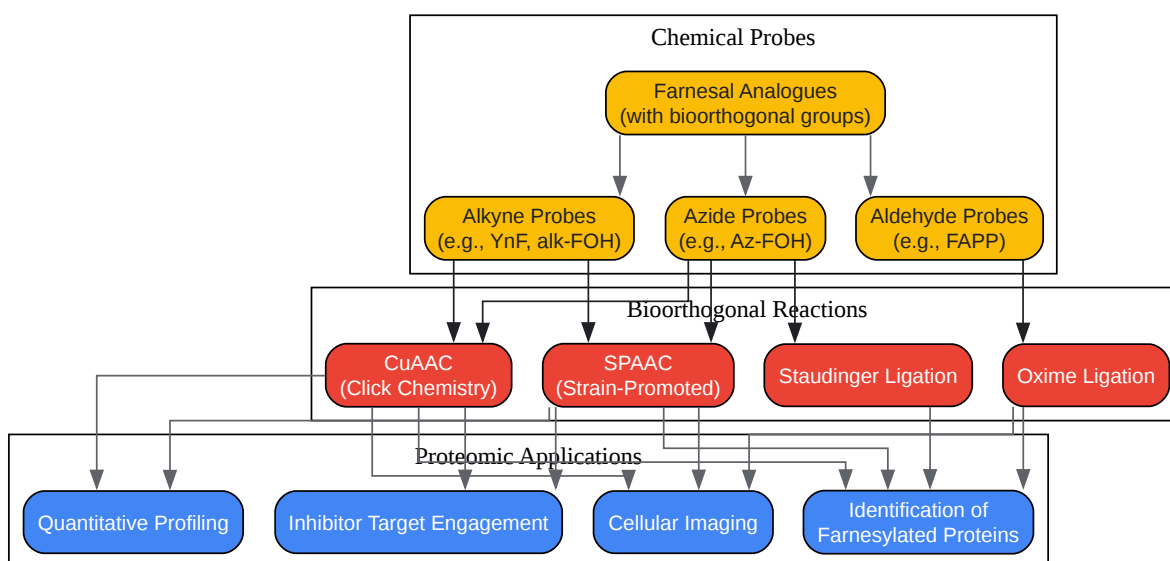 Chemical Probes
Farnesal Analogues
(with bioorthogonal groups)
Alkyne Probes
(e.g., YnF, alk-FOH)
Azide Probes
(e.g., Az-FOH)
Aldehyde Probes
(e.g., FAPP)
Bioorthogonal Reactions
CuAAC
(Click Chemistry)
SPAAC
(Strain-Promoted)
Staudinger Ligation
Oxime Ligation
Proteomic Applications
Quantitative Profiling
Inhibitor Target Engagement
Cellular Imaging
Identification of
Farnesylated Proteins